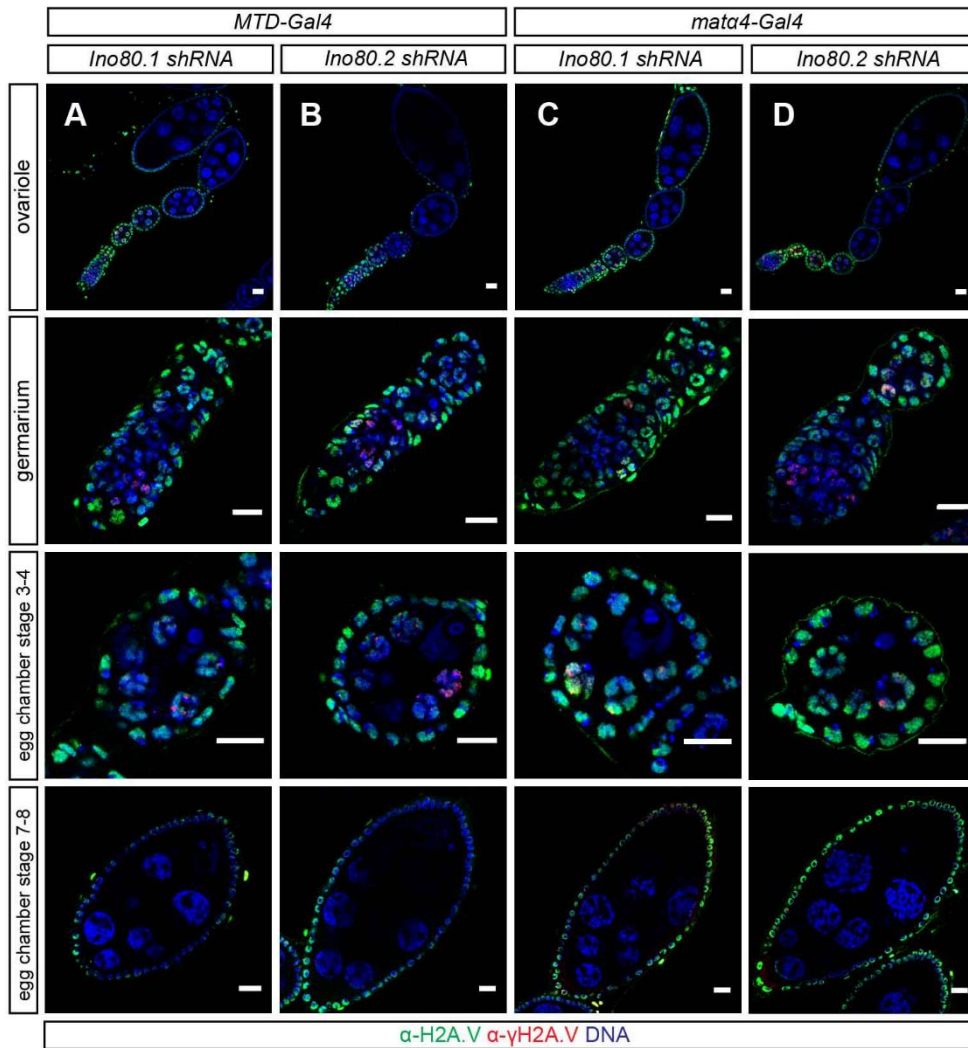 MTD-Gal4 matα4-Gal4
Ino80.1 shRNA Ino80.2 shRNA Ino80.1 shRNA Ino80.2 shRNA
A B C D
ovariole
germarium
egg chamber stage 3-4
egg chamber stage 7-8
α-H2A.V α-γH2A.V DNA